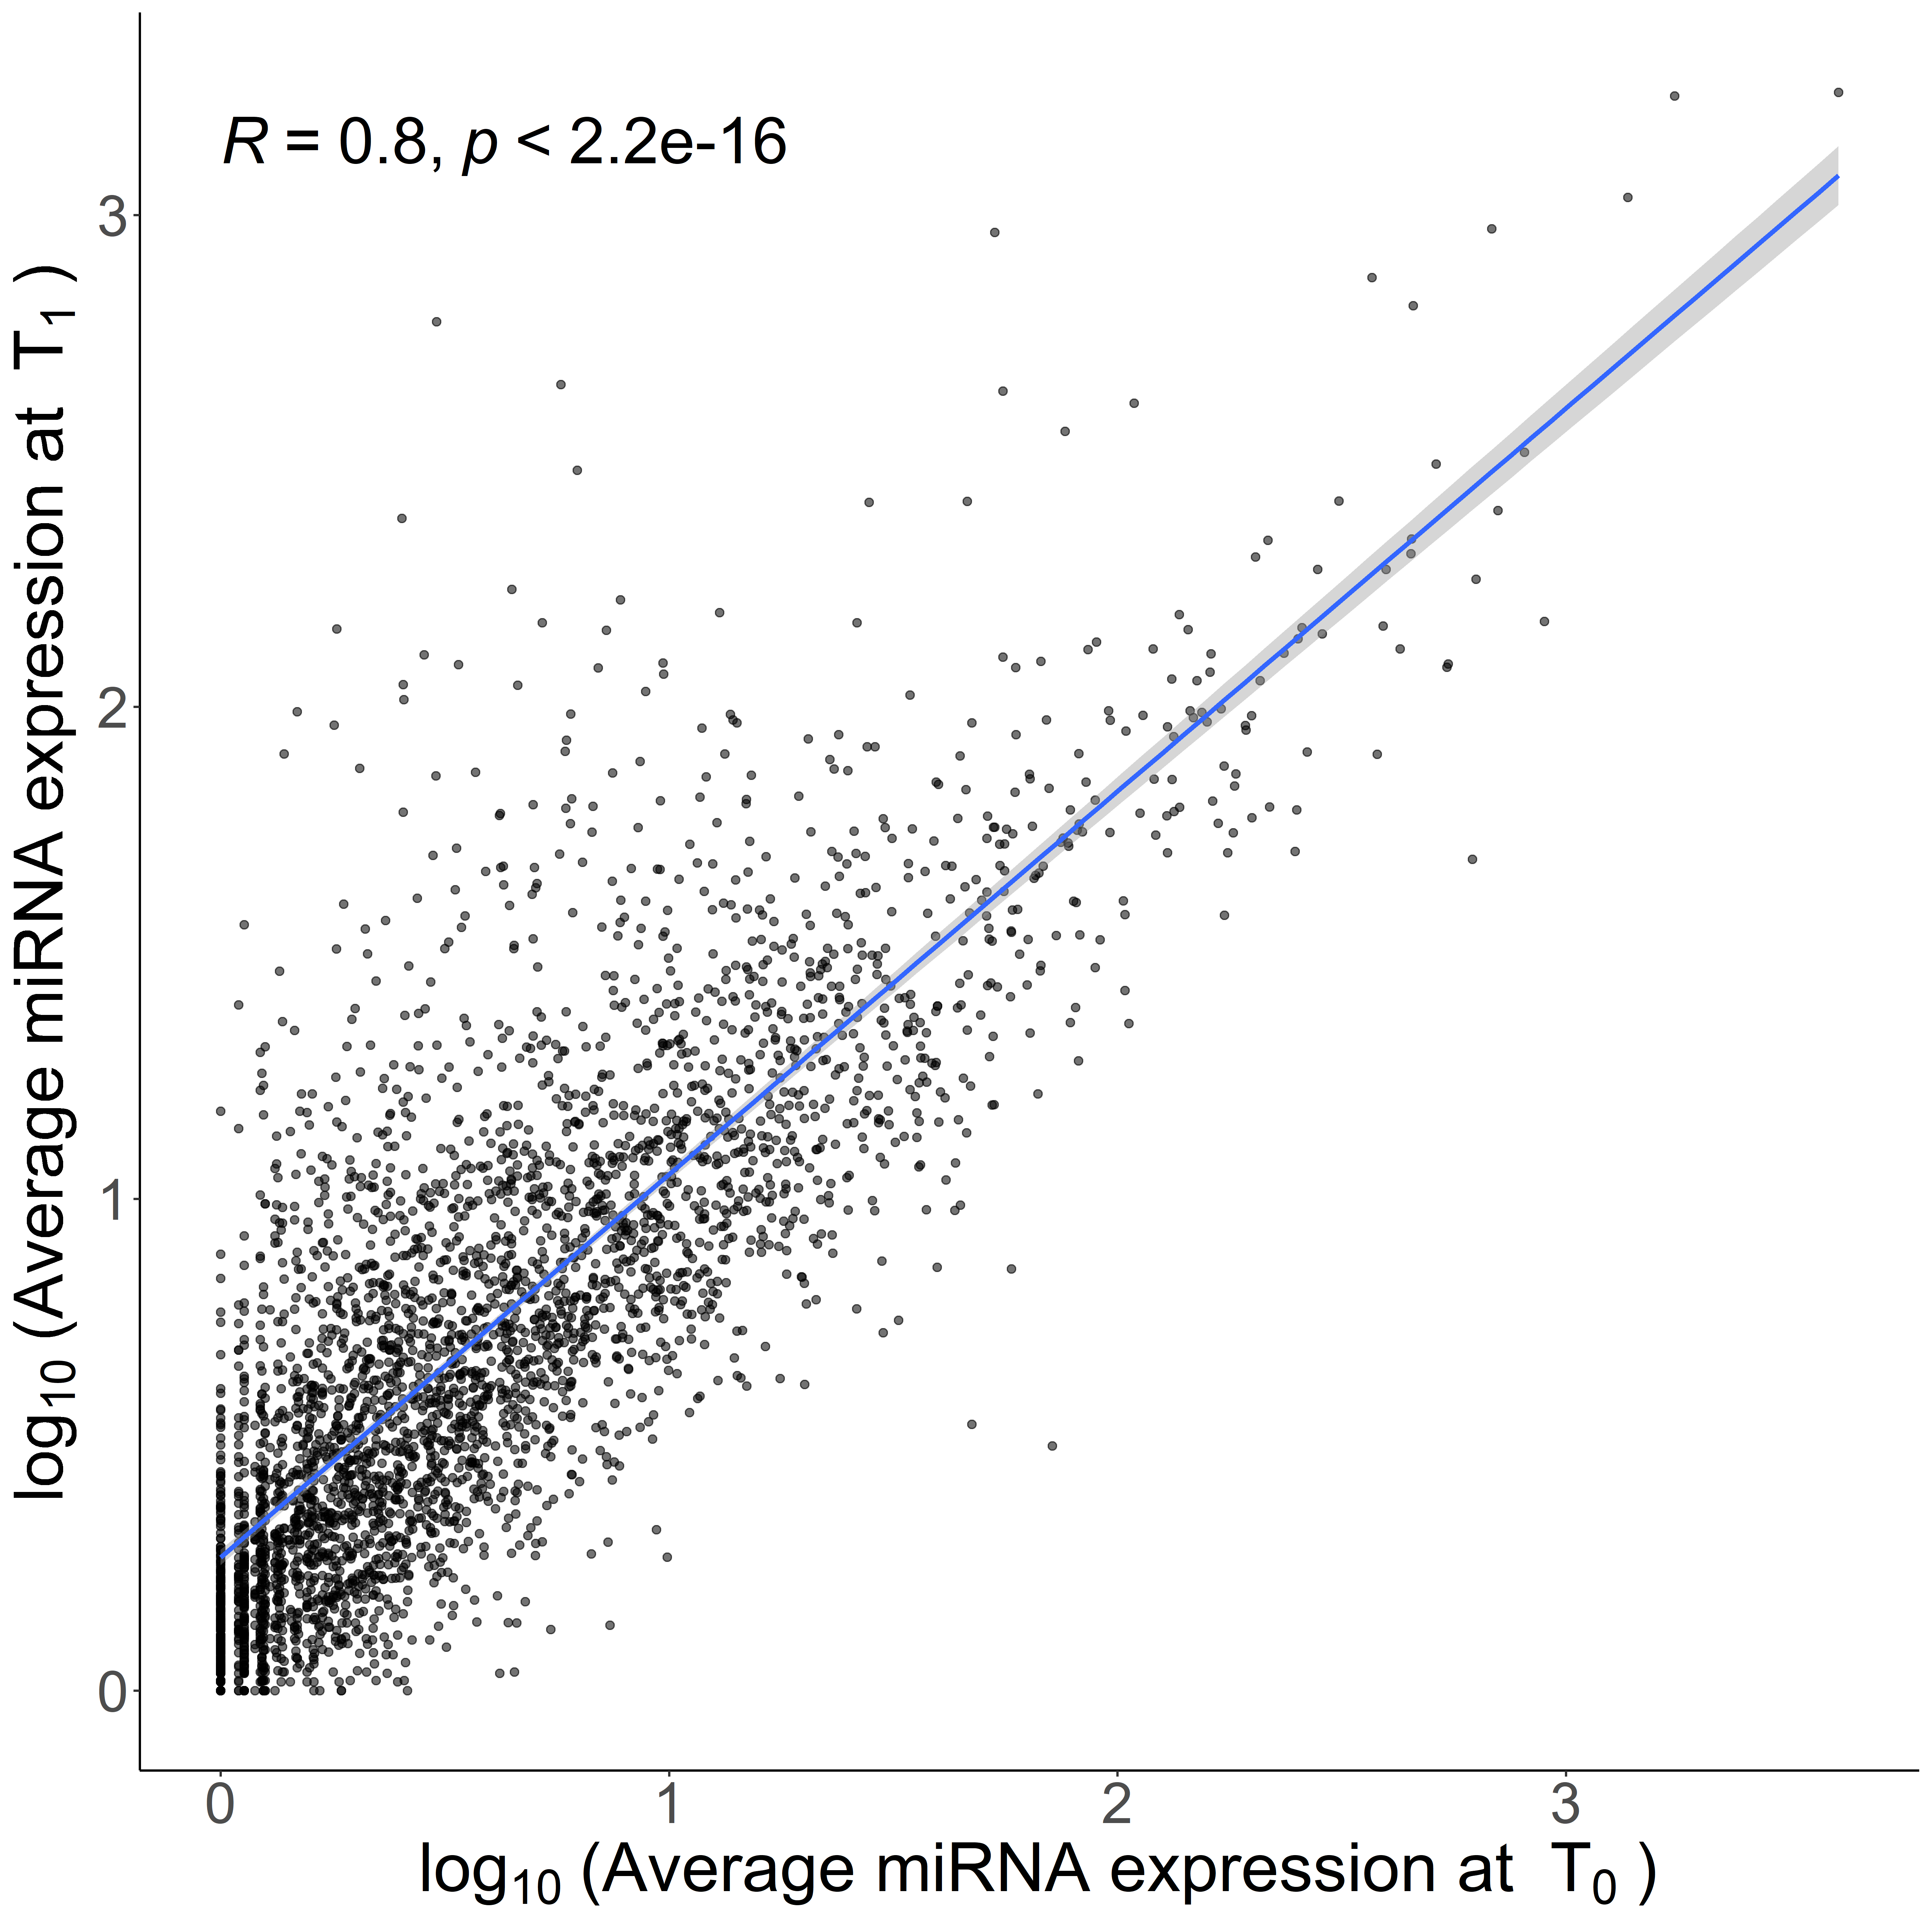 R = 0.8, p < 2.2e-16
log₁₀ (Average miRNA expression at T₁ )
3
2
1
0
0 1 2 3
log₁₀ (Average miRNA expression at T₀ )